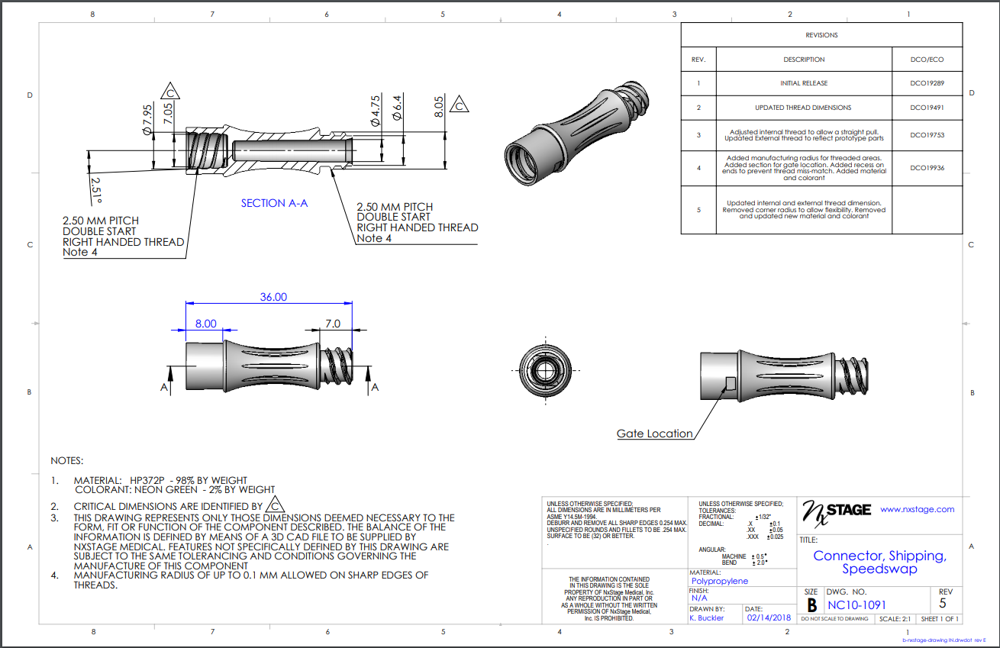 8 7 6 5 4 3 2 1
REVISIONS
REV. DESCRIPTION DCO/ECO
1 INITIAL RELEASE DCO19289
2 UPDATED THREAD DIMENSIONS DCO19491
3 Adjusted internal thread to allow a straight pull.
Updated External thread to reflect prototype parts DCO19753
4 Added manufacturing radius for threaded areas.
Added section for gate location. Added recess on
ends to prevent thread miss-match. Added material
and colorant DCO19936
5 Updated internal and external thread dimension.
Removed corner radius to allow flexibility. Removed
and updated new material and colorant
D
D
C
Ø 7.95
7.05
Ø 4.75
Ø 6.4
8.05
C
2.51°
SECTION A-A
2.50 MM PITCH
DOUBLE START
RIGHT HANDED THREAD
Note 4
2.50 MM PITCH
DOUBLE START
RIGHT HANDED THREAD
Note 4
C
C
36.00
8.00
7.0
A
A
B
B
Gate Location
NOTES:
1. MATERIAL: HP372P - 98% BY WEIGHT
COLORANT: NEON GREEN - 2% BY WEIGHT
2. CRITICAL DIMENSIONS ARE IDENTIFIED BY C
3. THIS DRAWING REPRESENTS ONLY THOSE DIMENSIONS DEEMED NECESSARY TO THE
FORM, FIT OR FUNCTION OF THE COMPONENT DESCRIBED. THE BALANCE OF THE
INFORMATION IS DEFINED BY MEANS OF A 3D CAD FILE TO BE SUPPLIED BY
NXSTAGE MEDICAL. FEATURES NOT SPECIFICALLY DEFINED BY THIS DRAWING ARE
SUBJECT TO THE SAME TOLERANCING AND CONDITIONS GOVERNING THE
MANUFACTURE OF THIS COMPONENT
4. MANUFACTURING RADIUS OF UP TO 0.1 MM ALLOWED ON SHARP EDGES OF
THREADS.
A
A
UNLESS OTHERWISE SPECIFIED;
ALL DIMENSIONS ARE IN MILLIMETERS PER
ASME Y14.5M-1994.
DEBURR AND REMOVE ALL SHARP EDGES 0.254 MAX.
UNSPECIFIED ROUNDS AND FILLETS TO BE .254 MAX.
SURFACE TO BE (32) OR BETTER.
.
THE INFORMATION CONTAINED
IN THIS DRAWING IS THE SOLE
PROPERTY OF NxStage Medical, Inc.
ANY REPRODUCTION IN PART OR
AS A WHOLE WITHOUT THE WRITTEN
PERMISSION OF NxStage Medical,
Inc. IS PROHIBITED.
UNLESS OTHERWISE SPECIFIED;
TOLERANCES:
FRACTIONAL: ±1/32"
DECIMAL: .X ±0.1
.XX ±0.05
.XXX ±0.025
ANGULAR:
MACHINE ± 0.5°
BEND ± 2.0°
MATERIAL:
Polypropylene
FINISH:
N/A
DRAWN BY: DATE:
K. Buckler 02/14/2018
NxSTAGE www.nxstage.com
TITLE:
Connector, Shipping,
Speedswap
SIZE DWG. NO. REV
B NC10-1091 5
DO NOT SCALE TO DRAWING SCALE: 2:1 SHEET 1 OF 1
8 7 6 5 4 3 2 1
b-nxstage-drawing IN.drwdot rev E